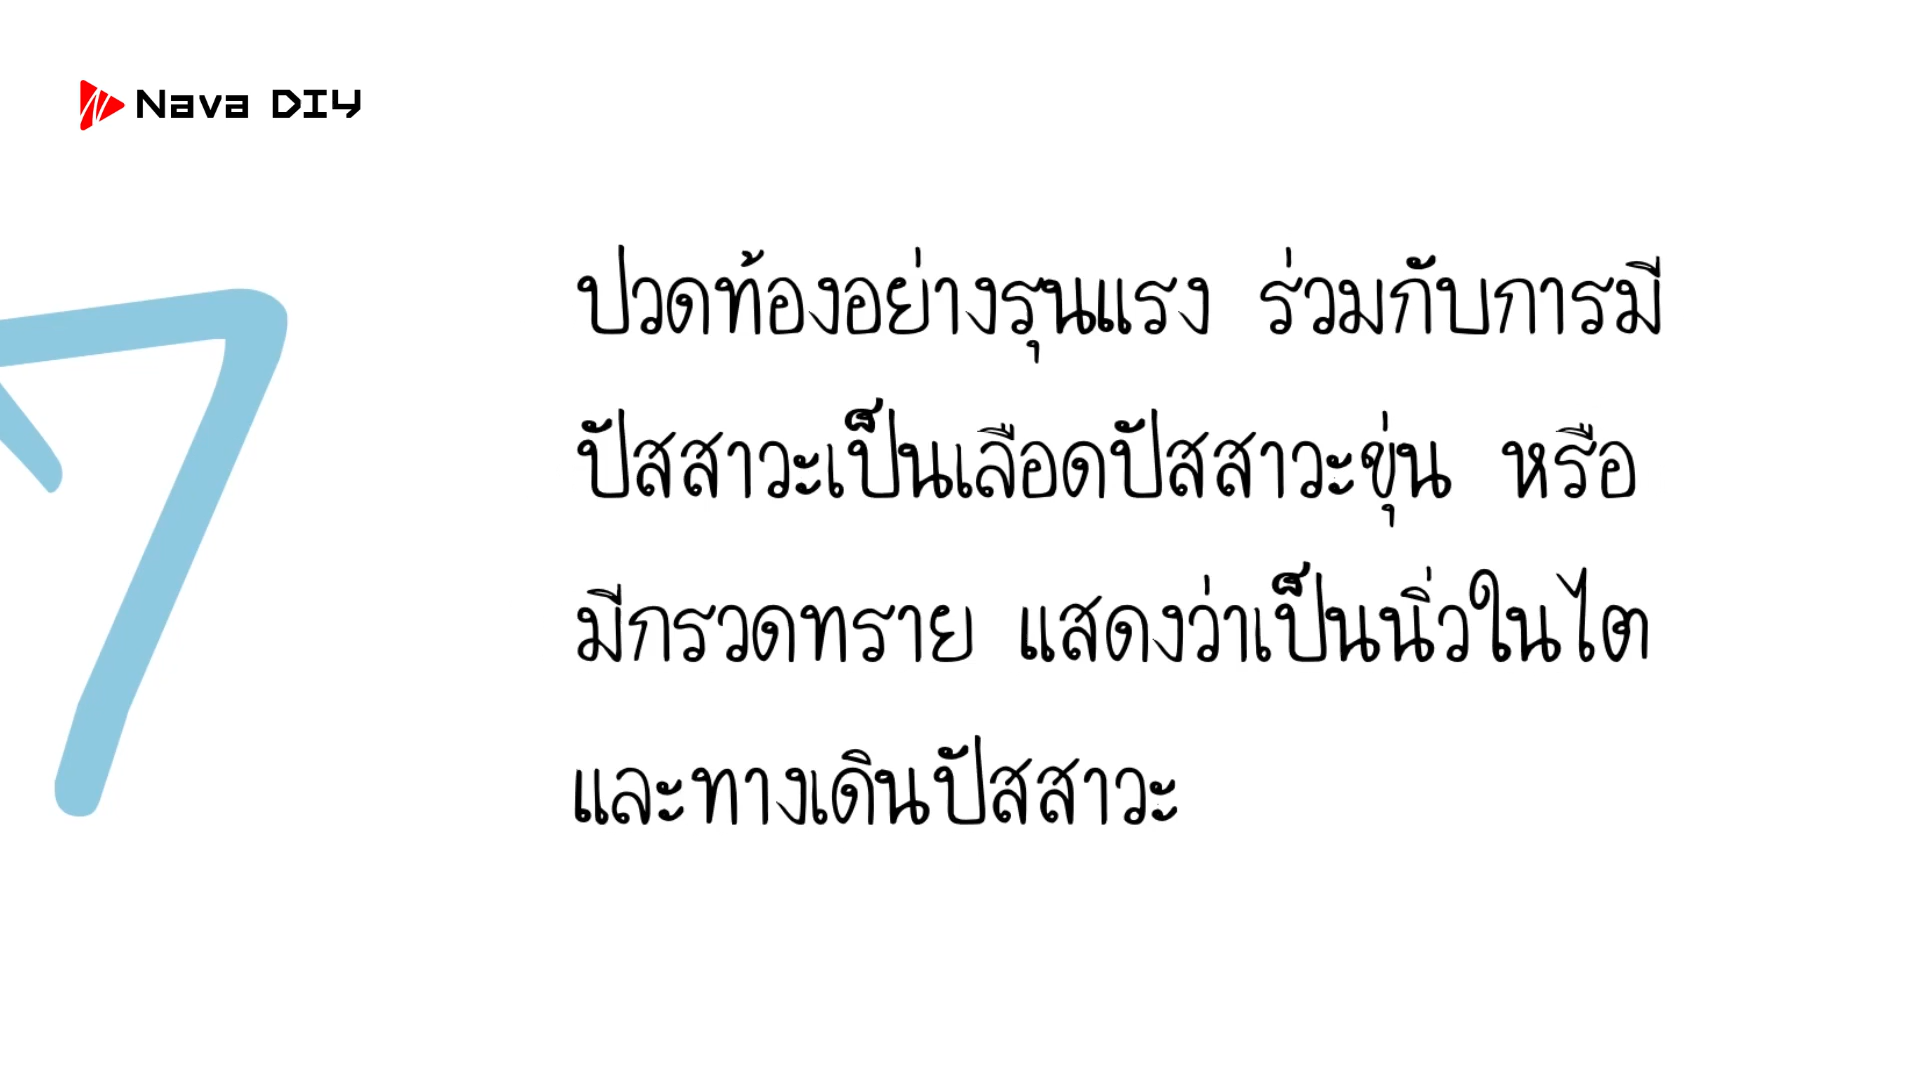 Nava DIY
ปวดท้องอย่างรุนแรง ร่วมกับการมี
ปัสสาวะเป็นเลือดปัสสาวะขุ่น หรือ
มีกรวดทราย แสดงว่าเป็นนิ่วในไต
และทางเดินปัสสาวะ